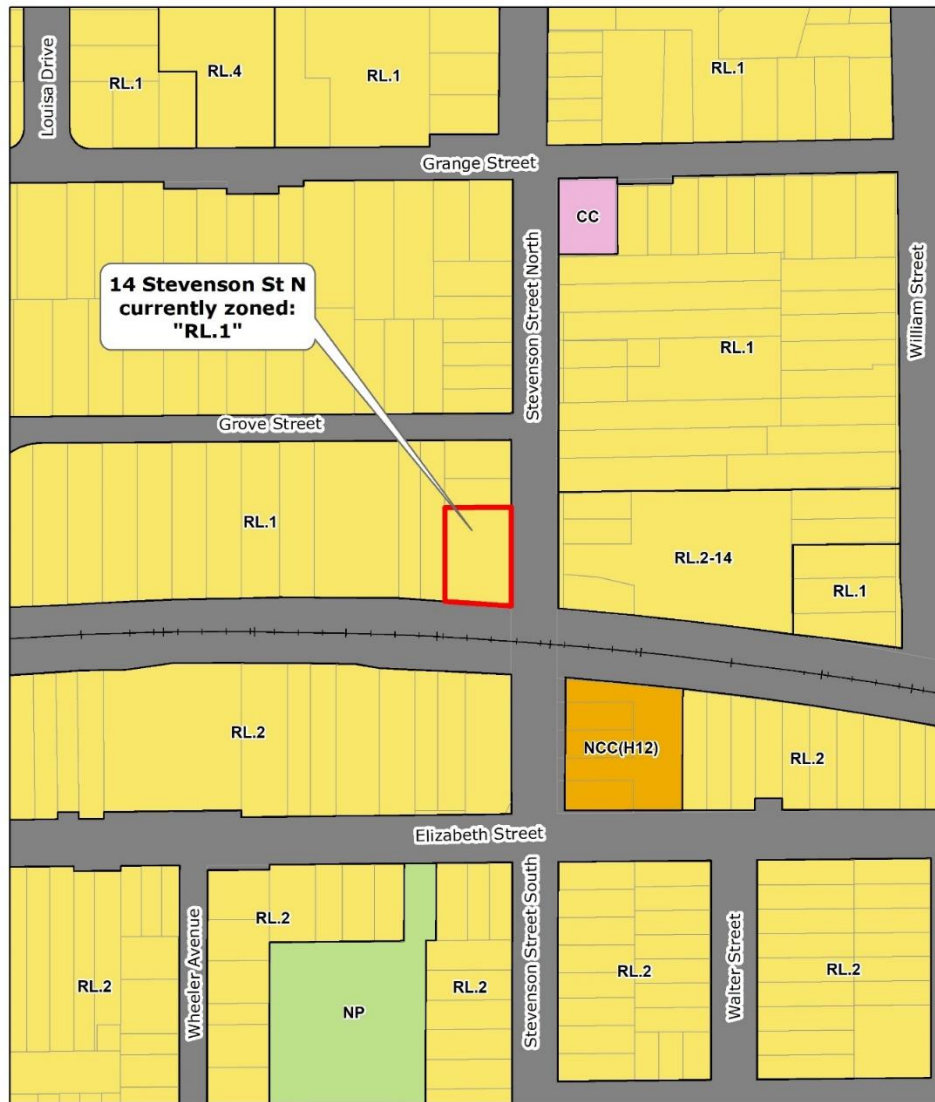 Louisa Drive
RL.1
RL.4
RL.1
RL.1
Grange Street
CC
14 Stevenson St N
currently zoned:
"RL.1"
Stevenson Street North
William Street
RL.1
Grove Street
RL.1
RL.2-14
RL.1
RL.2
NCC(H12)
RL.2
Elizabeth Street
RL.2
Wheeler Avenue
RL.2
NP
RL.2
Stevenson Street South
RL.2
Walter Street
RL.2